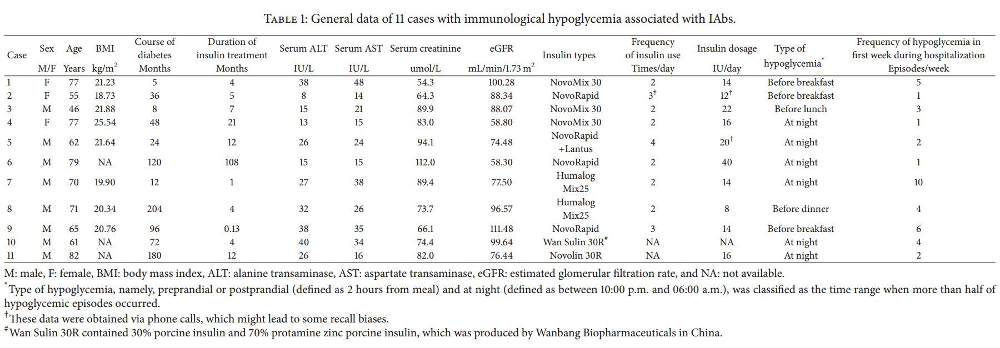 TABLE 1: General data of 11 cases with immunological hypoglycemia associated with IAbs.
Case Sex M/F Age Years BMI kg/m² Course of diabetes Months Duration of insulin treatment Months Serum ALT IU/L Serum AST IU/L Serum creatinine umol/L eGFR mL/min/1.73 m² Insulin types Frequency of insulin use Times/day Insulin dosage IU/day Type of hypoglycemia* Frequency of hypoglycemia in first week during hospitalization Episodes/week
1 F 77 21.23 5 4 38 48 54.3 100.28 NovoMix 30 2 14 Before breakfast 5
2 F 55 18.73 36 5 8 14 64.3 88.34 NovoRapid 3† 12† Before breakfast 1
3 M 46 21.88 8 7 15 21 89.9 88.07 NovoMix 30 2 22 Before lunch 3
4 F 77 25.54 48 21 13 15 83.0 58.80 NovoMix 30 2 16 At night 1
5 M 62 21.64 24 12 26 24 94.1 74.48 NovoRapid +Lantus 4 20† At night 2
6 M 79 NA 120 108 15 15 112.0 58.30 NovoRapid 2 40 At night 1
7 M 70 19.90 12 1 27 38 89.4 77.50 Humalog Mix25 2 14 At night 10
8 M 71 20.34 204 4 32 26 73.7 96.57 Humalog Mix25 2 8 Before dinner 4
9 M 65 20.76 96 0.13 38 35 66.1 111.48 NovoRapid 3 14 Before breakfast 6
10 M 61 NA 72 4 40 34 74.4 99.64 Wan Sulin 30R# NA NA At night 4
11 M 82 NA 180 12 26 16 82.0 76.44 Novolin 30R NA 16 At night 2
M: male, F: female, BMI: body mass index, ALT: alanine transaminase, AST: aspartate transaminase, eGFR: estimated glomerular filtration rate, and NA: not available.
*Type of hypoglycemia, namely, preprandial or postprandial (defined as 2 hours from meal) and at night (defined as between 10:00 p.m. and 06:00 a.m.), was classified as the time range when more than half of
hypoglycemic episodes occurred.
†These data were obtained via phone calls, which might lead to some recall biases.
#Wan Sulin 30R contained 30% porcine insulin and 70% protamine zinc porcine insulin, which was produced by Wanbang Biopharmaceuticals in China.